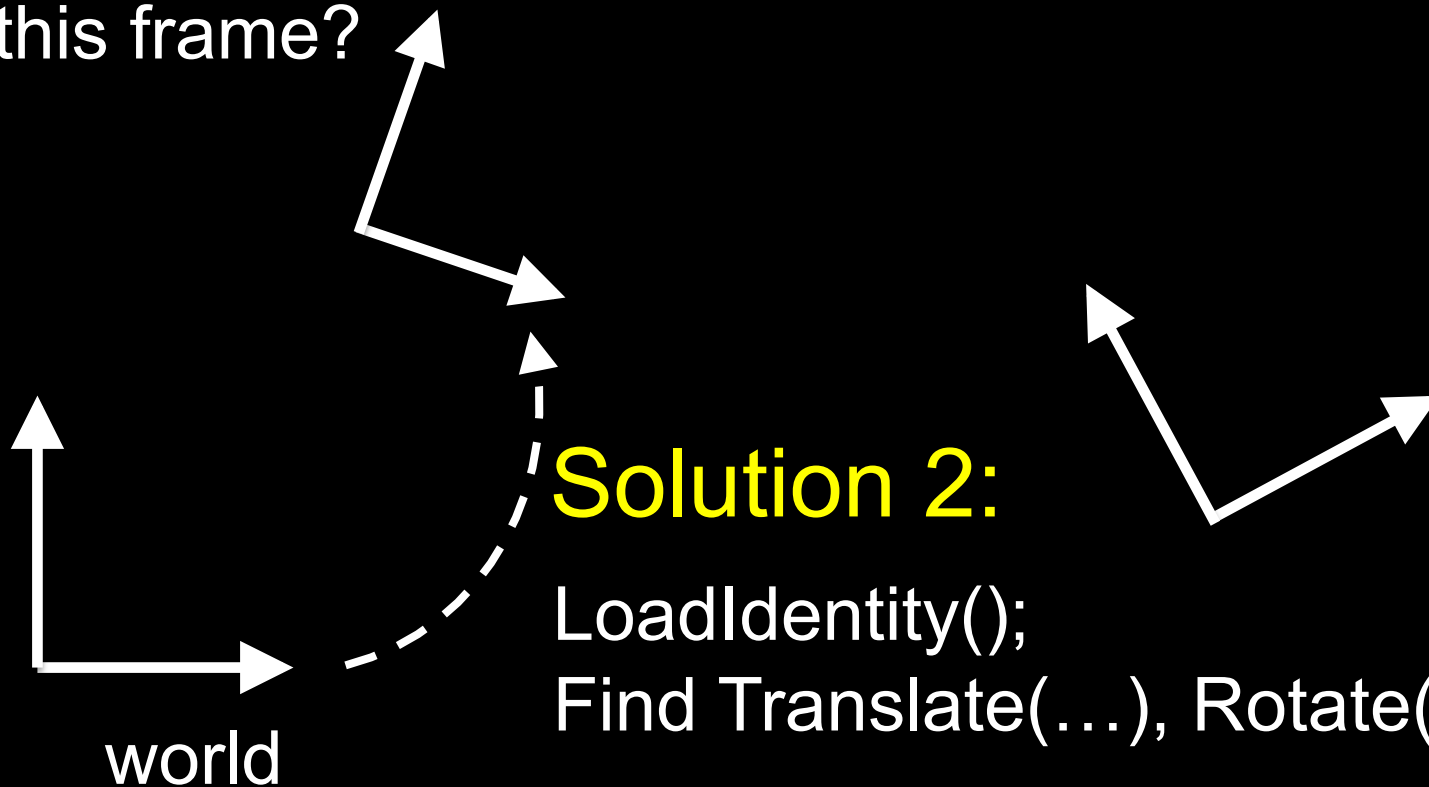 this frame?
Solution 2:
LoadIdentity();
Find Translate(…), Rotate(
world